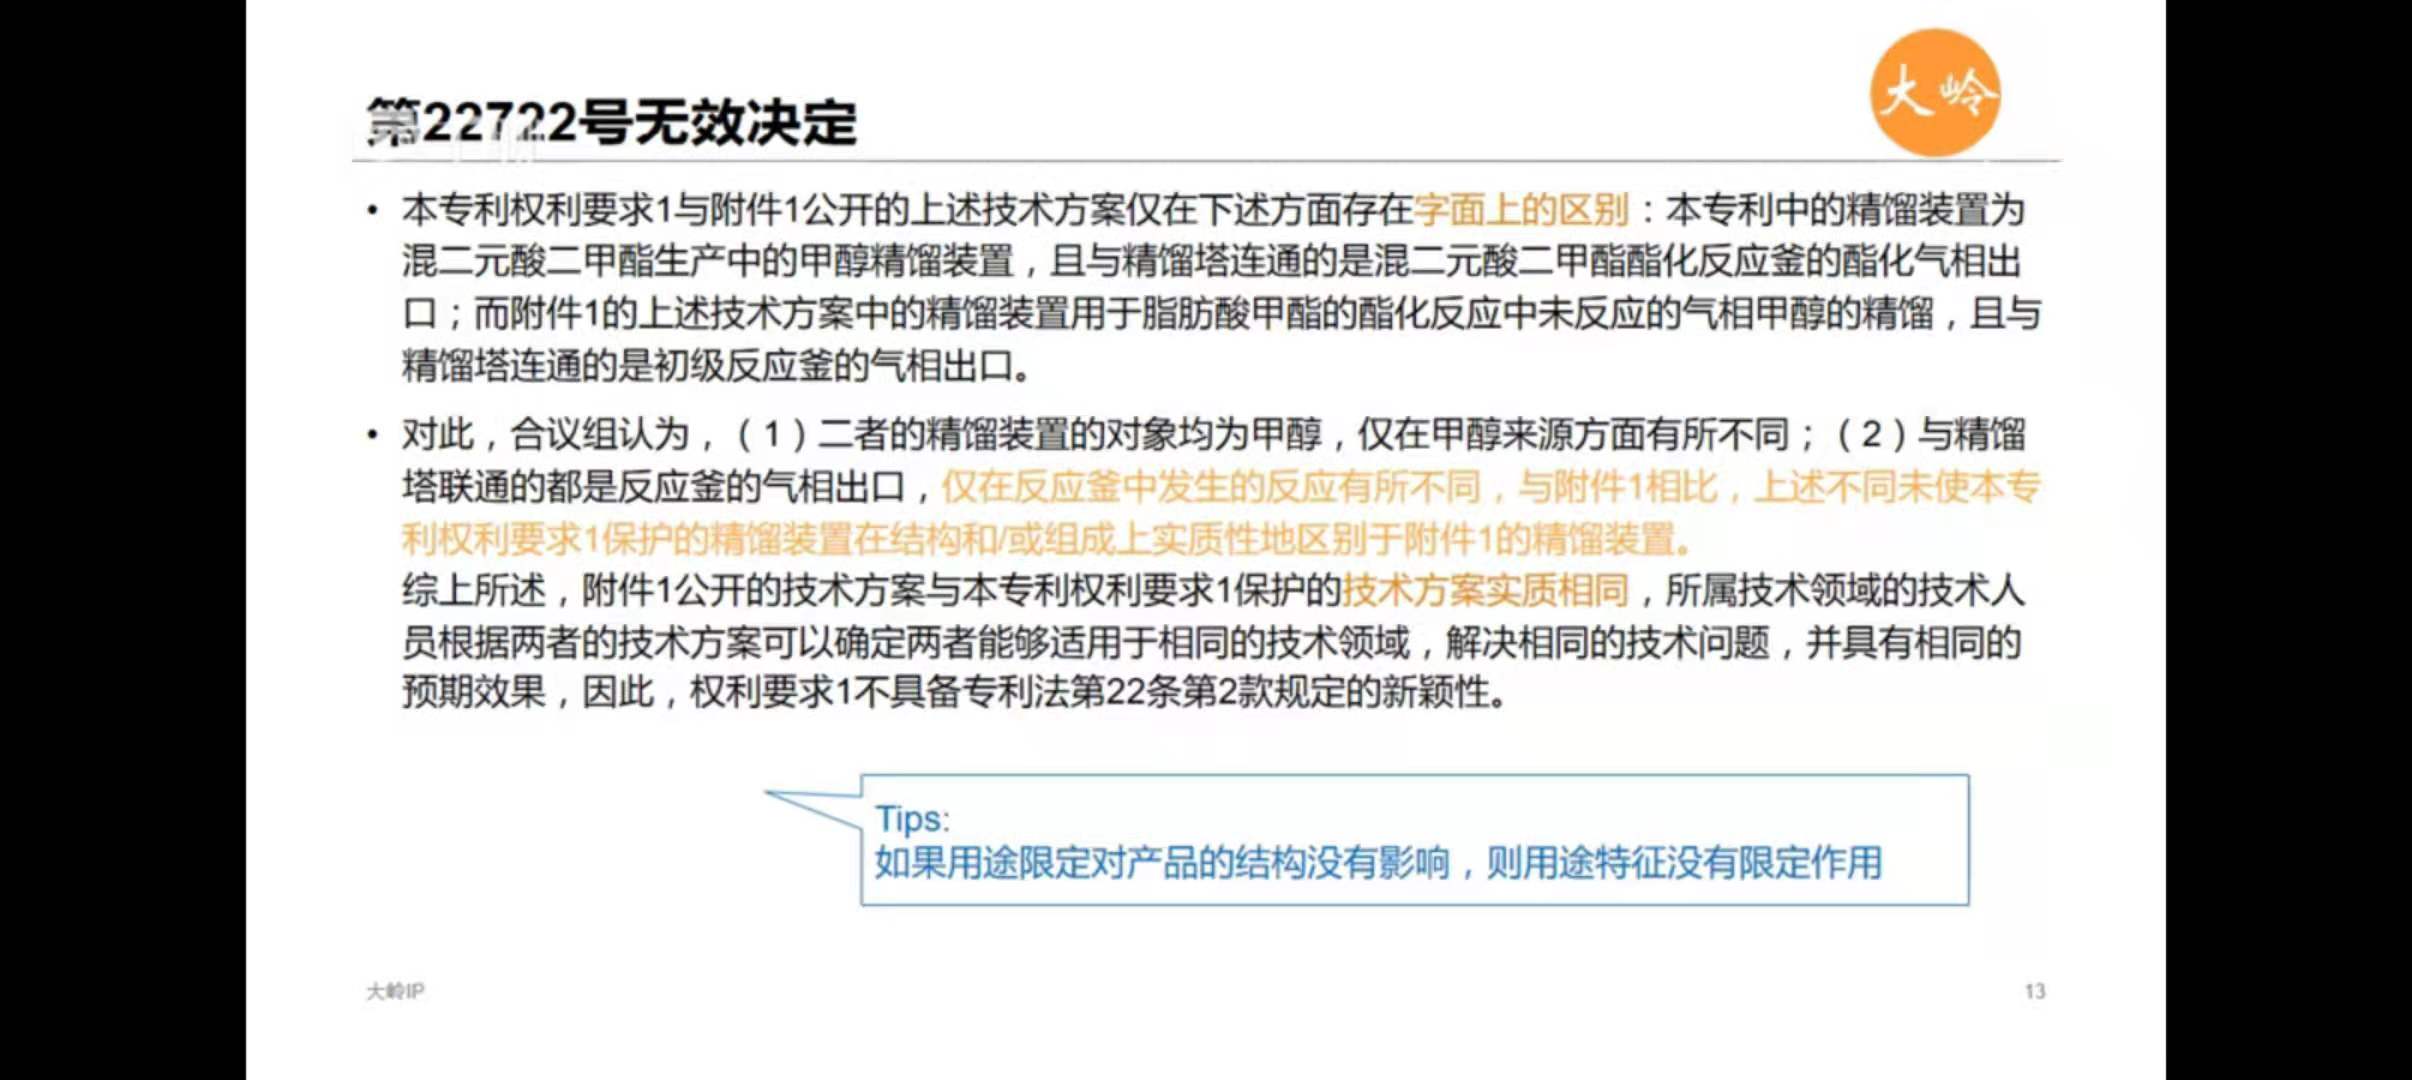 大岭
第22722号无效决定
• 本专利权利要求1与附件1公开的上述技术方案仅在下述方面存在字面上的区别：本专利中的精馏装置为
混二元酸二甲酯生产中的甲醇精馏装置，且与精馏塔连通的是混二元酸二甲酯酯化反应釜的酯化气相出
口；而附件1的上述技术方案中的精馏装置用于脂肪酸甲酯的酯化反应中未反应的气相甲醇的精馏，且与
精馏塔连通的是初级反应釜的气相出口。
• 对此，合议组认为，（1）二者的精馏装置的对象均为甲醇，仅在甲醇来源方面有所不同；（2）与精馏
塔联通的都是反应釜的气相出口，仅在反应釜中发生的反应有所不同，与附件1相比，上述不同未使本专
利权利要求1保护的精馏装置在结构和/或组成上实质性地区别于附件1的精馏装置。
综上所述，附件1公开的技术方案与本专利权利要求1保护的技术方案实质相同，所属技术领域的技术人
员根据两者的技术方案可以确定两者能够适用于相同的技术领域，解决相同的技术问题，并具有相同的
预期效果，因此，权利要求1不具备专利法第22条第2款规定的新颖性。
Tips:
如果用途限定对产品的结构没有影响，则用途特征没有限定作用
大岭IP
13